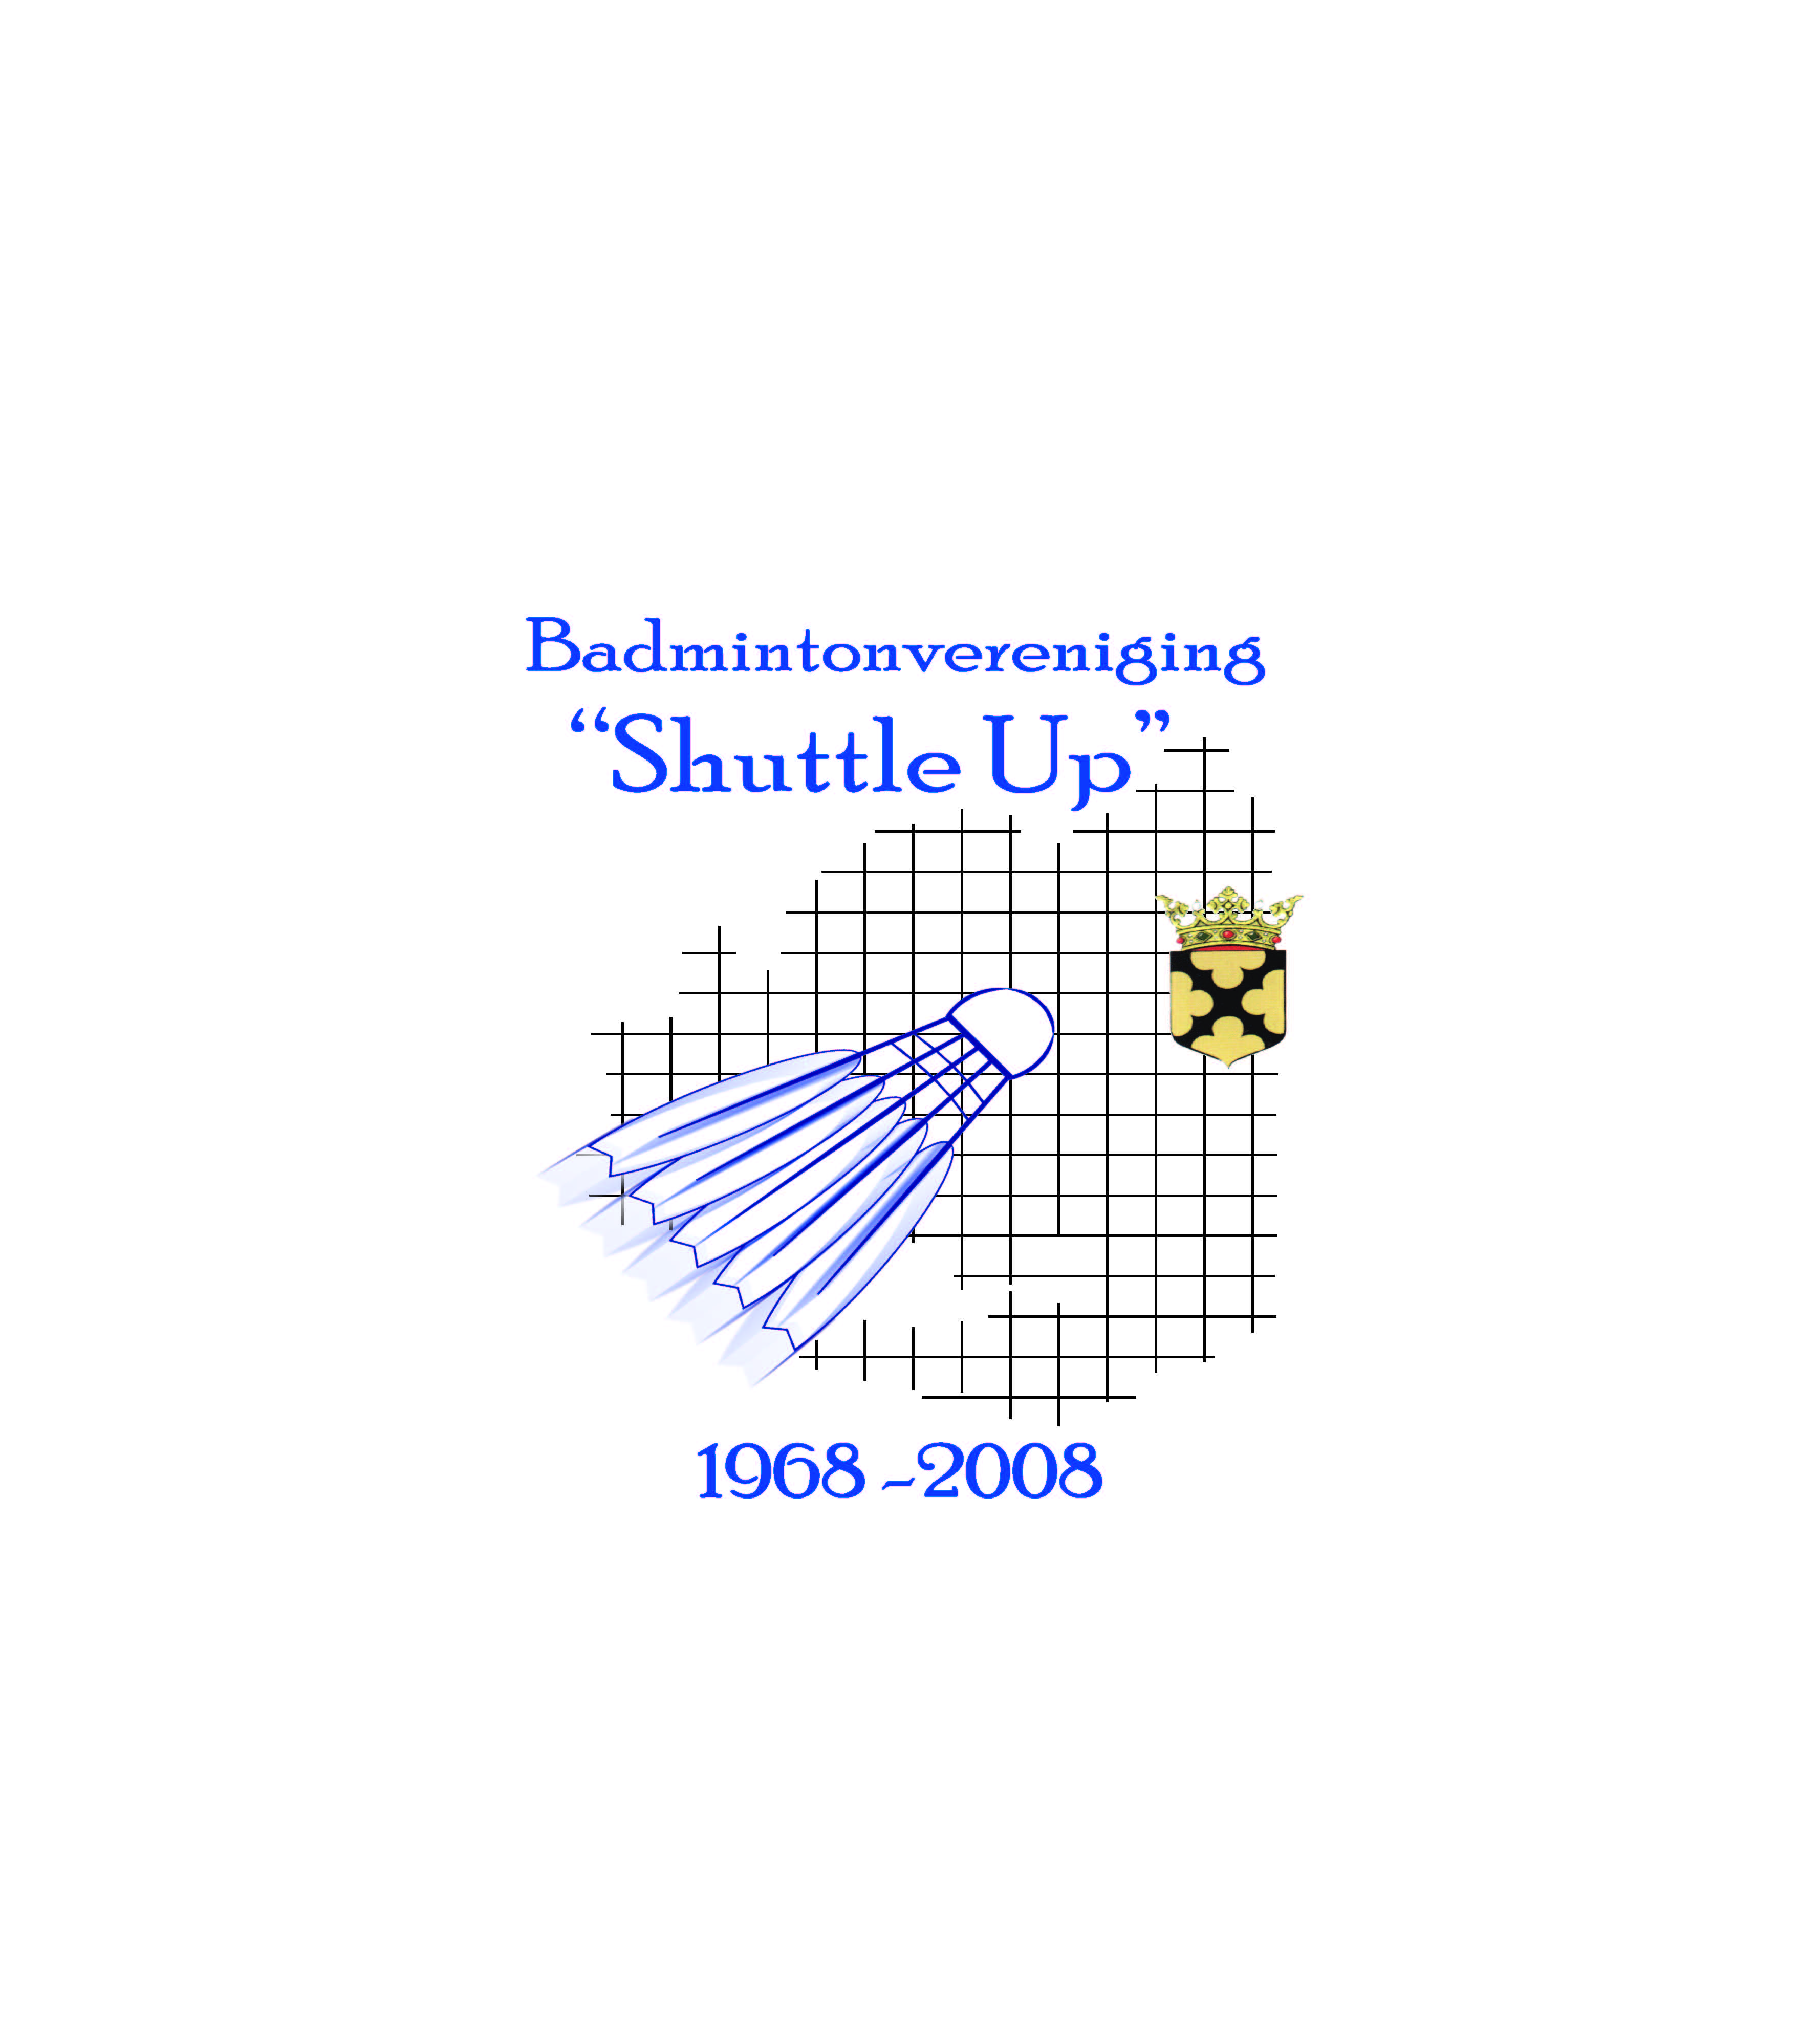 Badmintonvereniging
“Shuttle Up”
1968 -2008